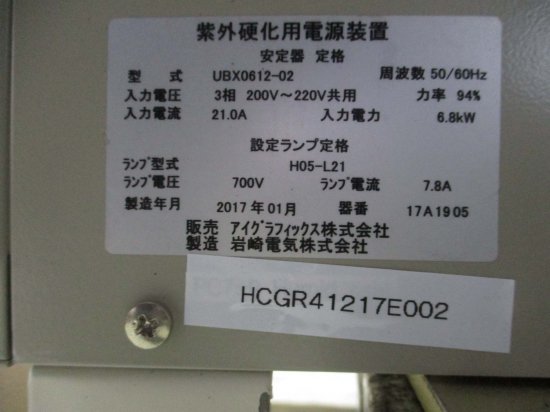 紫外硬化用電源装置
安定器 定格
型式 UBX0612-02 周波数 50/60Hz
入力電圧 3相 200V～220V共用 力率 94%
入力電流 21.0A 入力電力 6.8kW
設定ランプ定格
ランプ型式 H05-L21
ランプ電圧 700V ランプ電流 7.8A
製造年月 2017年01月 器番 17A1905
販売 アイグラフィックス株式会社
製造 岩崎電気株式会社
HCGR41217E002